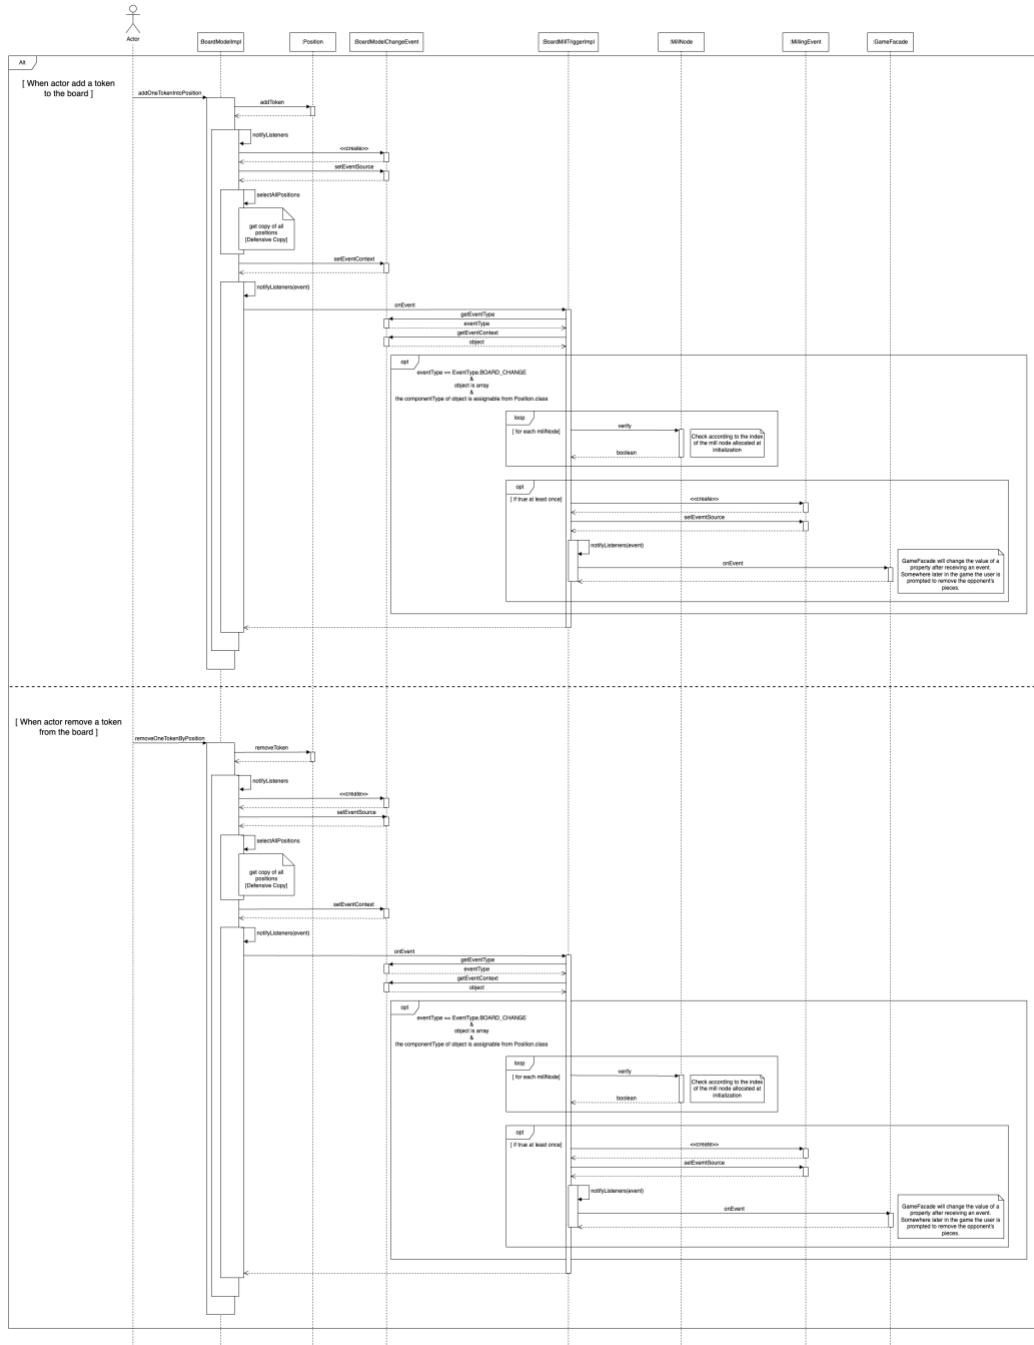 Actor
:BoardModelImpl
:Position
:BoardModelChangeEvent
:BoardMillTriggerImpl
:MillNode
:MillingEvent
:GameFacade
Alt
[ When actor add a token
to the board ]
addOneTokenIntoPosition
addToken
notifyListeners
<<create>>
setEventSource
selectAllPositions
get copy of all
positions
[Defensive Copy]
setEventContext
notifyListeners(event)
onEvent
getEventType
eventType
getEventContext
object
opt
eventType == EventType.BOARD_CHANGE
&
object is array
&
the componentType of object is assignable from Position.class
loop
[ for each millNode]
verify
Check according to the index
of the mill node allocated at
initialization
boolean
opt
[ if true at least once]
<<create>>
setEventSource
notifyListeners(event)
onEvent
GameFacade will change the value of a
property after receiving an event.
Somewhere later in the game the user is
prompted to remove the opponent's
pieces.
[ When actor remove a token
from the board ]
removeOneTokenByPosition
removeToken
notifyListeners
<<create>>
setEventSource
selectAllPositions
get copy of all
positions
[Defensive Copy]
setEventContext
notifyListeners(event)
onEvent
getEventType
eventType
getEventContext
object
opt
eventType == EventType.BOARD_CHANGE
&
object is array
&
the componentType of object is assignable from Position.class
loop
[ for each millNode]
verify
Check according to the index
of the mill node allocated at
initialization
boolean
opt
[ if true at least once]
<<create>>
setEventSource
notifyListeners(event)
onEvent
GameFacade will change the value of a
property after receiving an event.
Somewhere later in the game the user is
prompted to remove the opponent's
pieces.